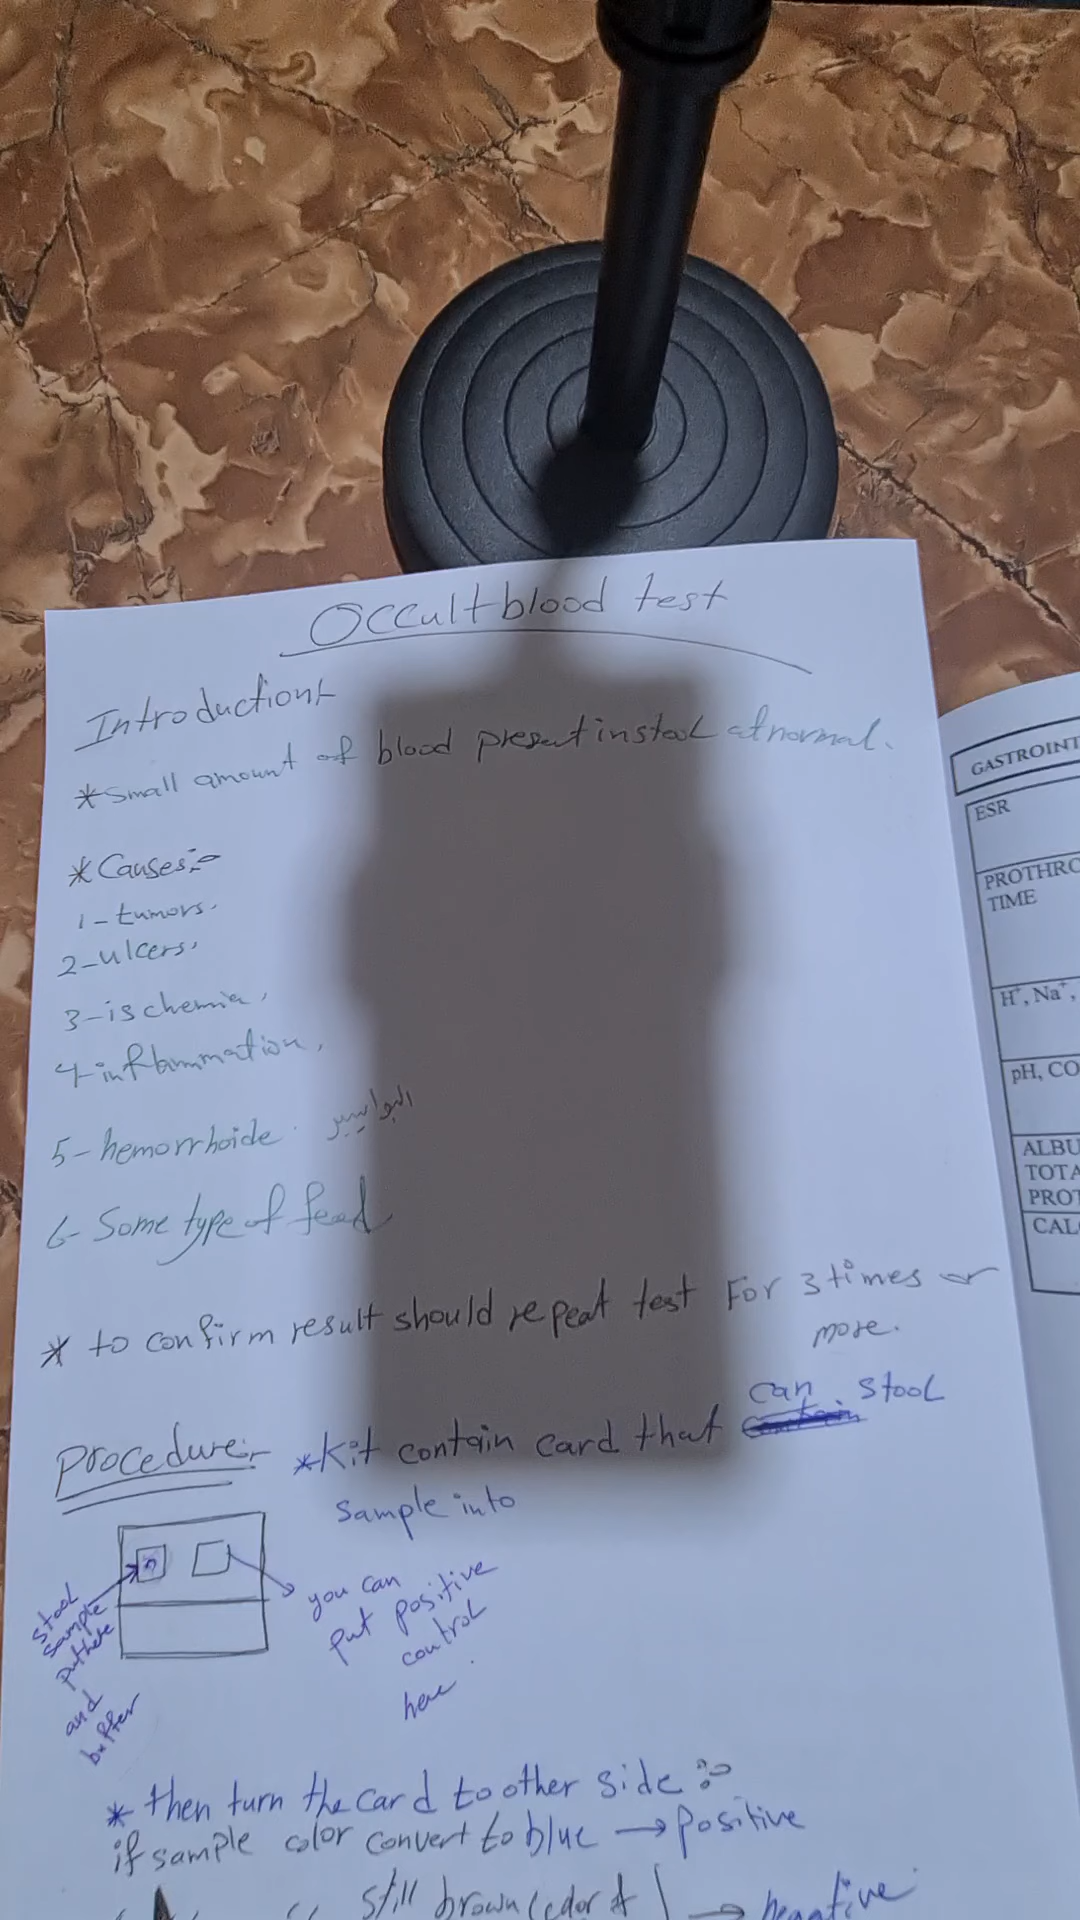 Occult blood test
Introduction:-
* Small amount of blood present in stool at normal.
* Causes:-
1- tumors.
2- ulcers,
3- ischemia,
4- inflammation,
5- hemorrhoide. البواسير
6- Some type of feed
* to confirm result should repeat test For 3 times or
more.
Procedure:- * Kit contain card that can stool
sample into
stool
sample
put here
and
buffer
you can
put positive
control
here.
* then turn the card to other side:-
if sample color convert to blue → positive
still brown → negative
GASTROINT
ESR
PROTHRO
TIME
H⁺, Na⁺,
pH, CO
ALBU
TOTA
PROT
CAL